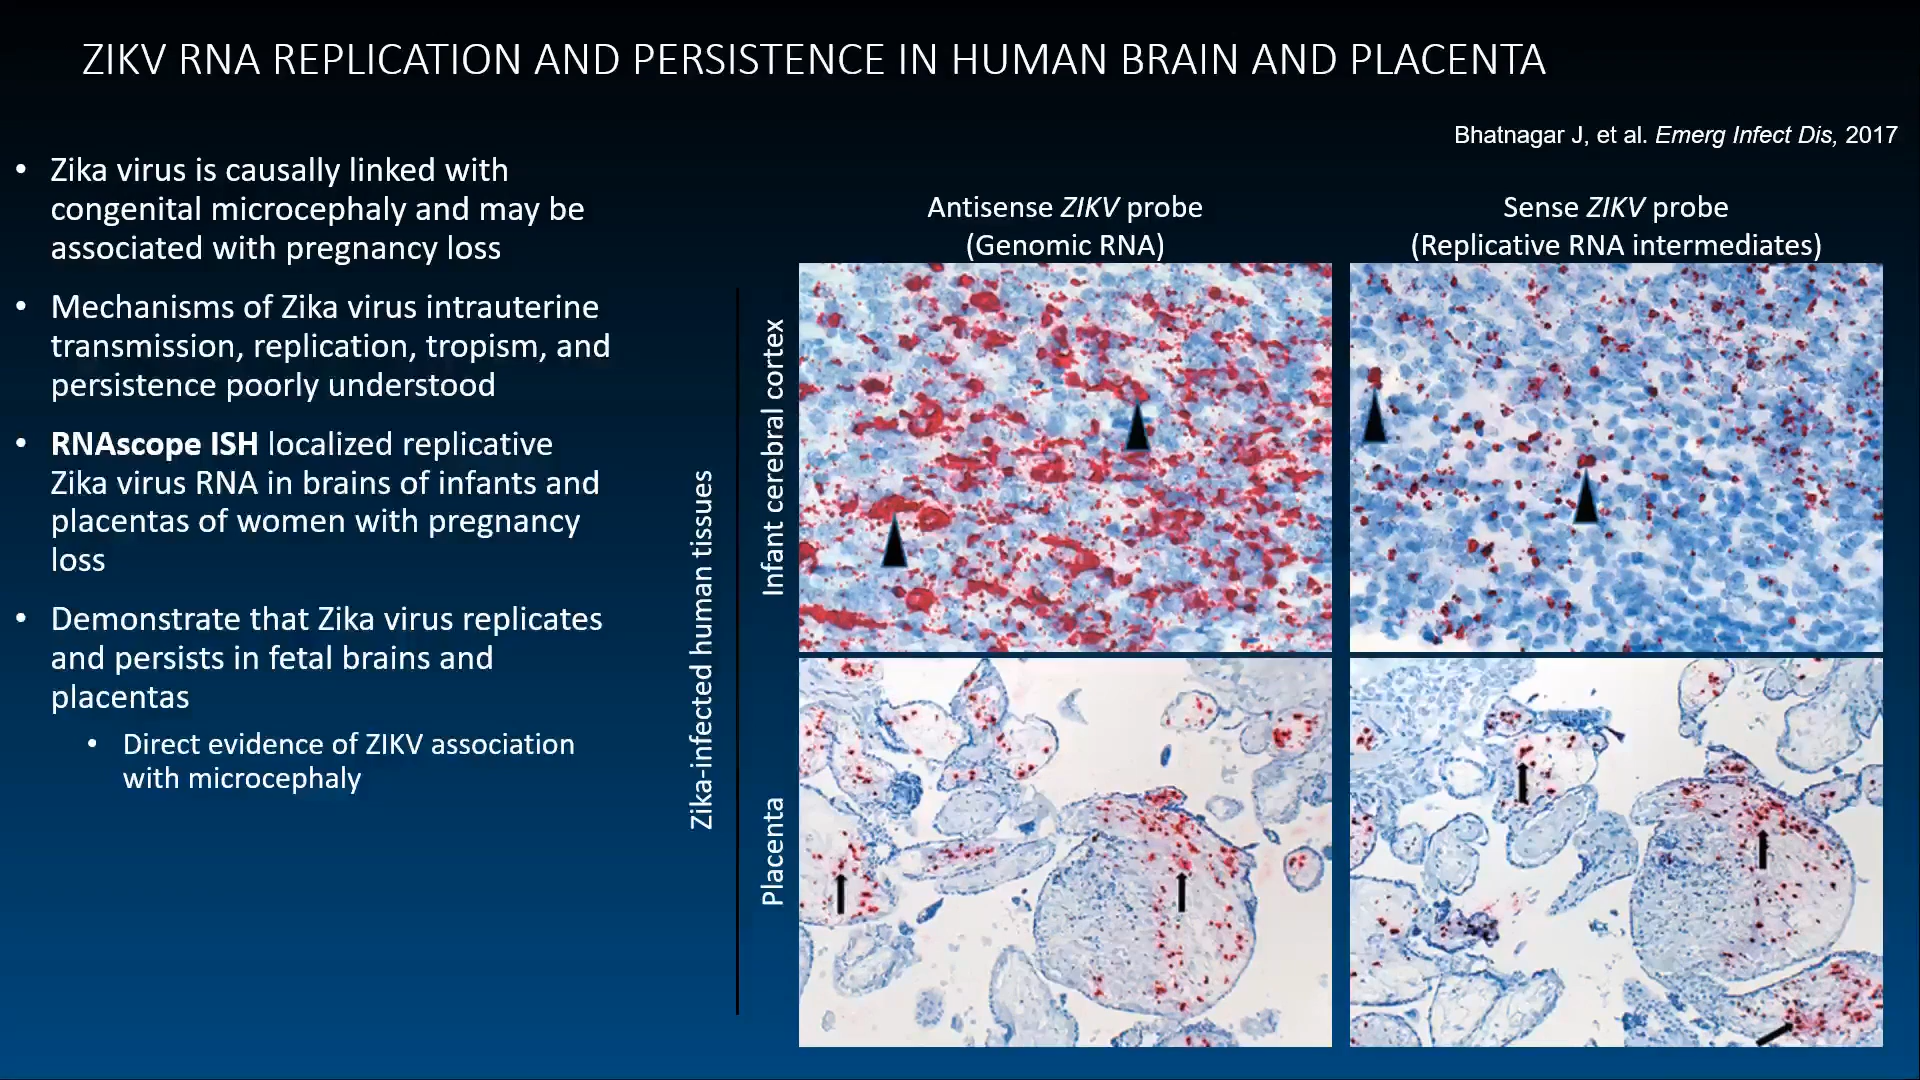 ZIKV RNA REPLICATION AND PERSISTENCE IN HUMAN BRAIN AND PLACENTA
Bhatnagar J, et al. Emerg Infect Dis, 2017
• Zika virus is causally linked with
congenital microcephaly and may be
associated with pregnancy loss
• Mechanisms of Zika virus intrauterine
transmission, replication, tropism, and
persistence poorly understood
• RNAscope ISH localized replicative
Zika virus RNA in brains of infants and
placentas of women with pregnancy
loss
• Demonstrate that Zika virus replicates
and persists in fetal brains and
placentas
• Direct evidence of ZIKV association
with microcephaly
Antisense ZIKV probe
(Genomic RNA)
Sense ZIKV probe
(Replicative RNA intermediates)
Zika-infected human tissues
Infant cerebral cortex
Placenta